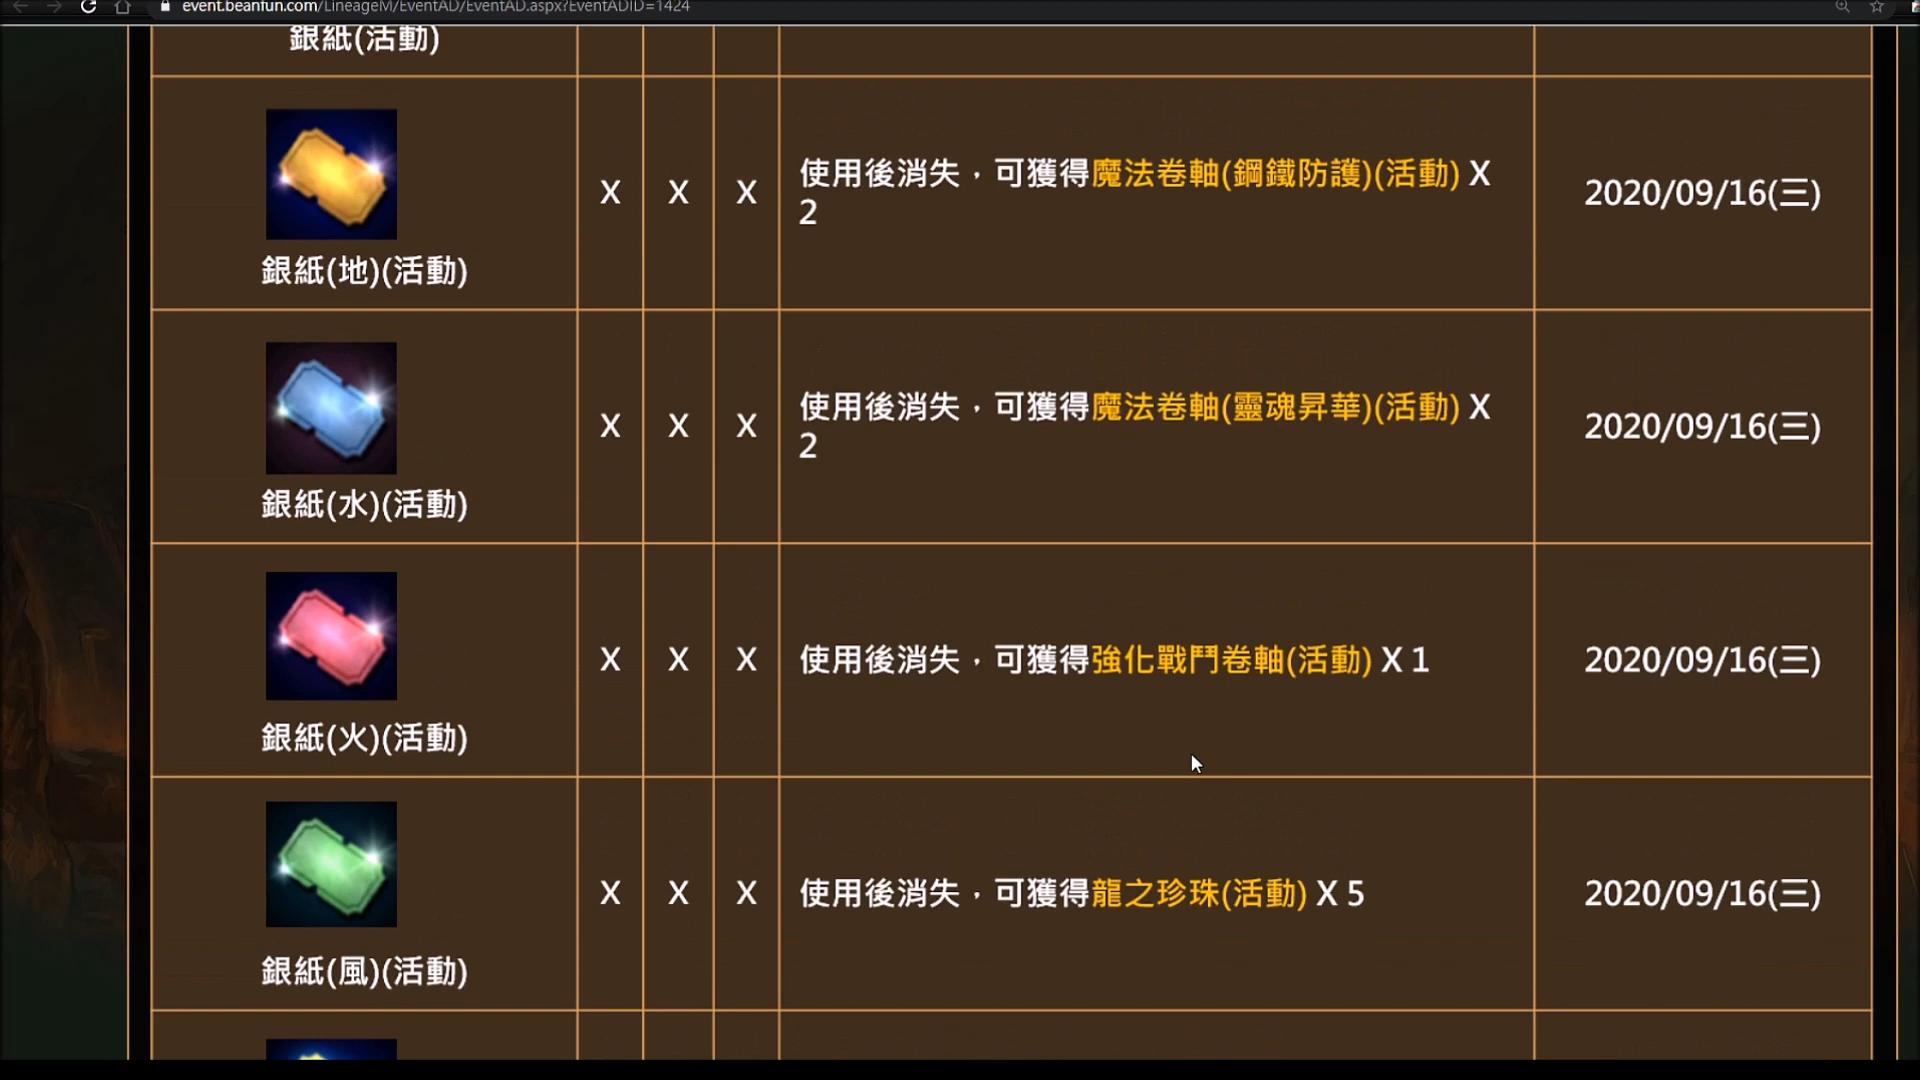 event.beanfun.com/LineageM/EventAD/EventAD.aspx?EventADID=1424
銀紙(活動)
銀紙(地)(活動)
X X X
使用後消失，可獲得魔法卷軸(鋼鐵防護)(活動) X
2
2020/09/16(三)
銀紙(水)(活動)
X X X
使用後消失，可獲得魔法卷軸(靈魂昇華)(活動) X
2
2020/09/16(三)
銀紙(火)(活動)
X X X
使用後消失，可獲得強化戰鬥卷軸(活動) X 1
2020/09/16(三)
銀紙(風)(活動)
X X X
使用後消失，可獲得龍之珍珠(活動) X 5
2020/09/16(三)